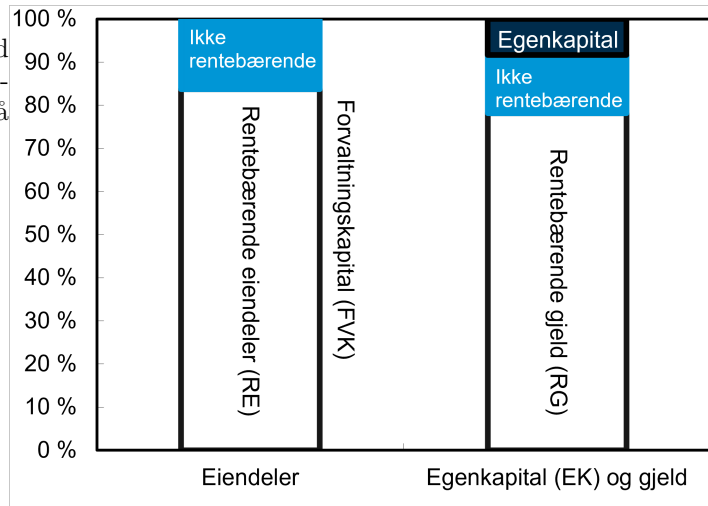 d
-
å
100 %
90 %
80 %
70 %
60 %
50 %
40 %
30 %
20 %
10 %
0 %
Ikke
rentebærende
Rentebærende eiendeler (RE)
Forvaltningskapital (FVK)
Egenkapital
Ikke
rentebærende
Rentebærende gjeld (RG)
Eiendeler
Egenkapital (EK) og gjeld